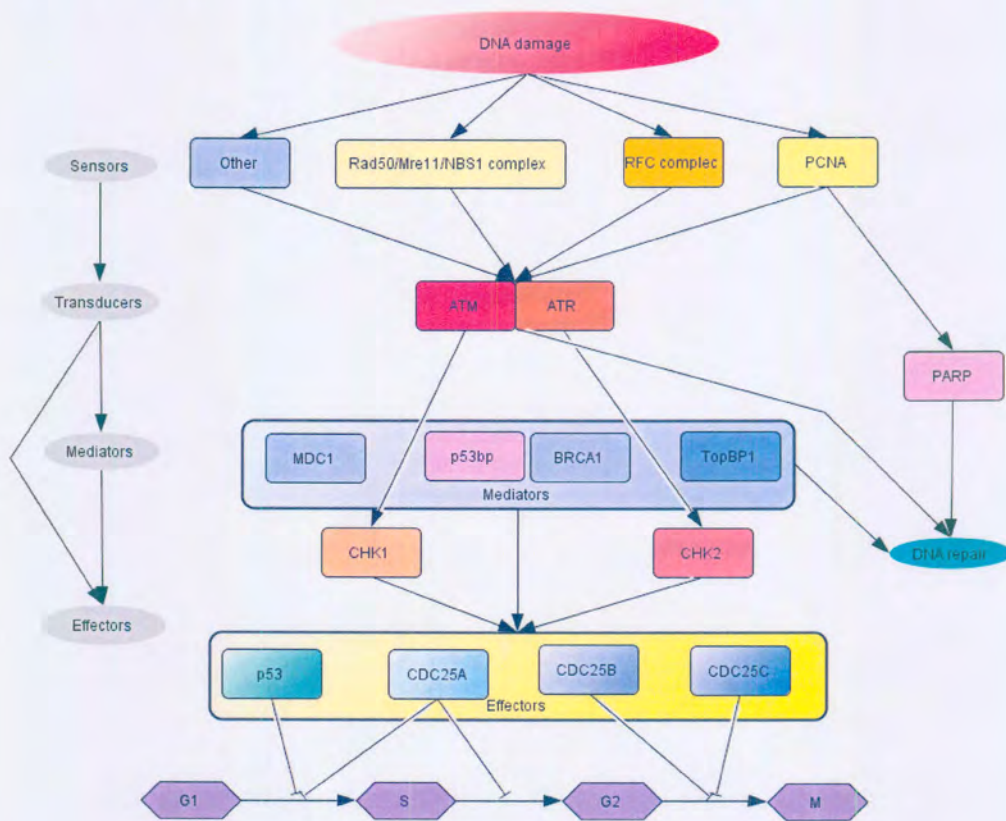 DNA damage
Sensors
Other
Rad50/Mre11/NBS1 complex
RFC complec
PCNA
Transducers
ATM
ATR
PARP
Mediators
MDC1
p53bp
BRCA1
TopBP1
Mediators
CHK1
CHK2
DNA repair
Effectors
p53
CDC25A
CDC25B
CDC25C
Effectors
G1
S
G2
M